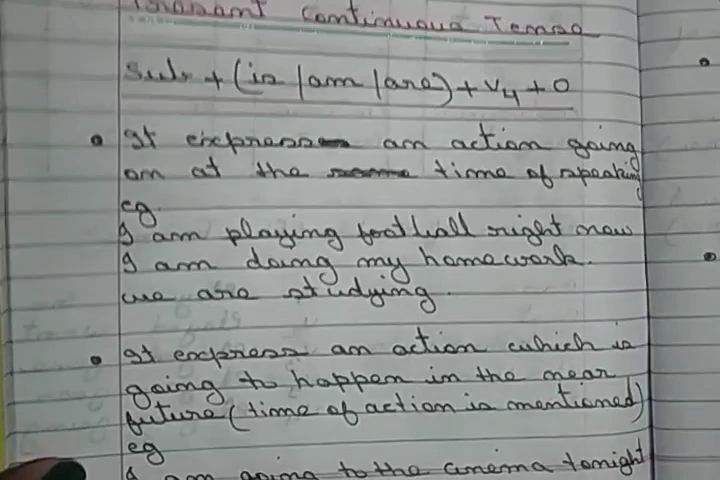 Present Continuous Tense
Sub + (is / am / are) + V4 + O
• It express an action going
on at the time of speaking
eg.
I am playing football right now
I am doing my homework.
we are studying.
• It express an action which is
going to happen in the near
future (time of action is mentioned)
eg
I am going to the cinema tonight